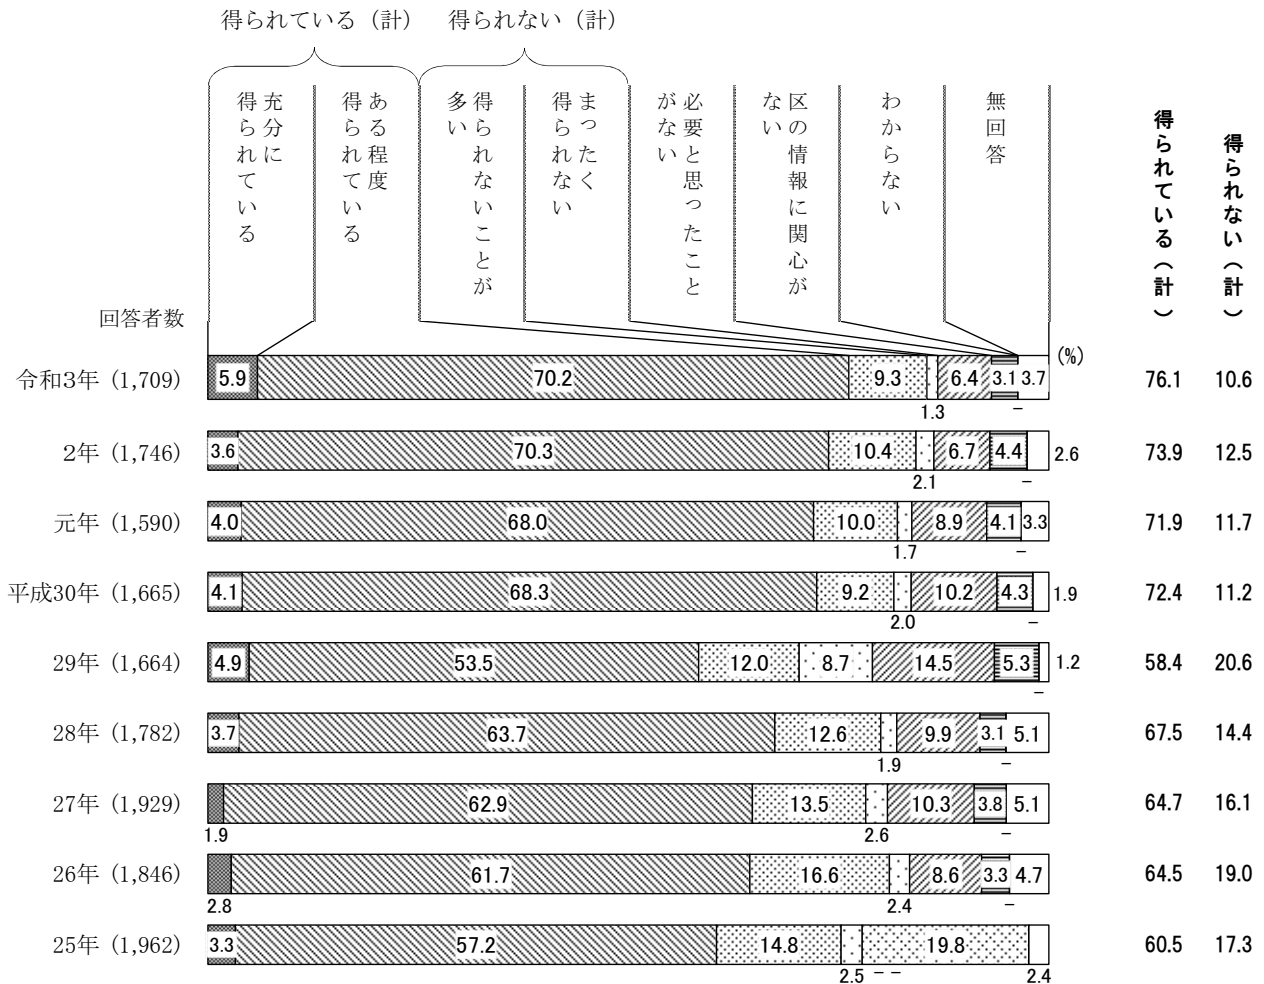 得られている（計）
得られない（計）
充分に
得られている
ある程度
得られている
得られないことが
多い
まったく
得られない
必要と思ったこと
がない
区の情報に関心が
ない
わからない
無回答
得られている（計）
得られない（計）
回答者数
(%)
令和3年 (1,709) 5.9 70.2 9.3 6.4 3.1 3.7 76.1 10.6
1.3 －
2年 (1,746) 3.6 70.3 10.4 6.7 4.4 2.6 73.9 12.5
2.1 －
元年 (1,590) 4.0 68.0 10.0 8.9 4.1 3.3 71.9 11.7
1.7 －
平成30年 (1,665) 4.1 68.3 9.2 10.2 4.3 1.9 72.4 11.2
2.0 －
29年 (1,664) 4.9 53.5 12.0 8.7 14.5 5.3 1.2 58.4 20.6
－
28年 (1,782) 3.7 63.7 12.6 9.9 3.1 5.1 67.5 14.4
1.9 －
27年 (1,929) 62.9 13.5 10.3 3.8 5.1 64.7 16.1
1.9 2.6 －
26年 (1,846) 61.7 16.6 8.6 3.3 4.7 64.5 19.0
2.8 2.4 －
25年 (1,962) 3.3 57.2 14.8 19.8 60.5 17.3
2.5 － － 2.4